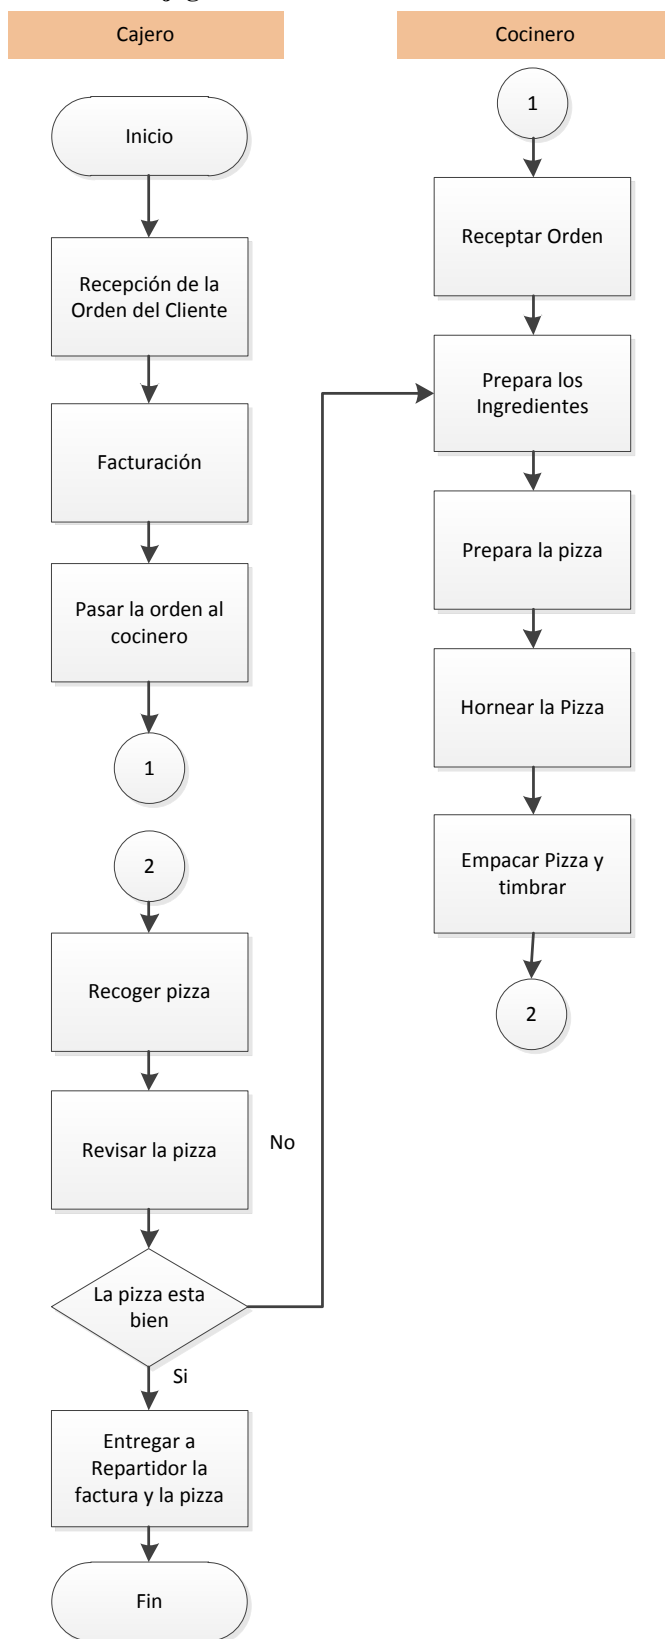 Cajero
Inicio
Recepción de la
Orden del Cliente
Facturación
Pasar la orden al
cocinero
1
2
Recoger pizza
Revisar la pizza
No
La pizza esta
bien
Si
Entregar a
Repartidor la
factura y la pizza
Fin
Cocinero
1
Receptar Orden
Prepara los
Ingredientes
Prepara la pizza
Hornear la Pizza
Empacar Pizza y
timbrar
2